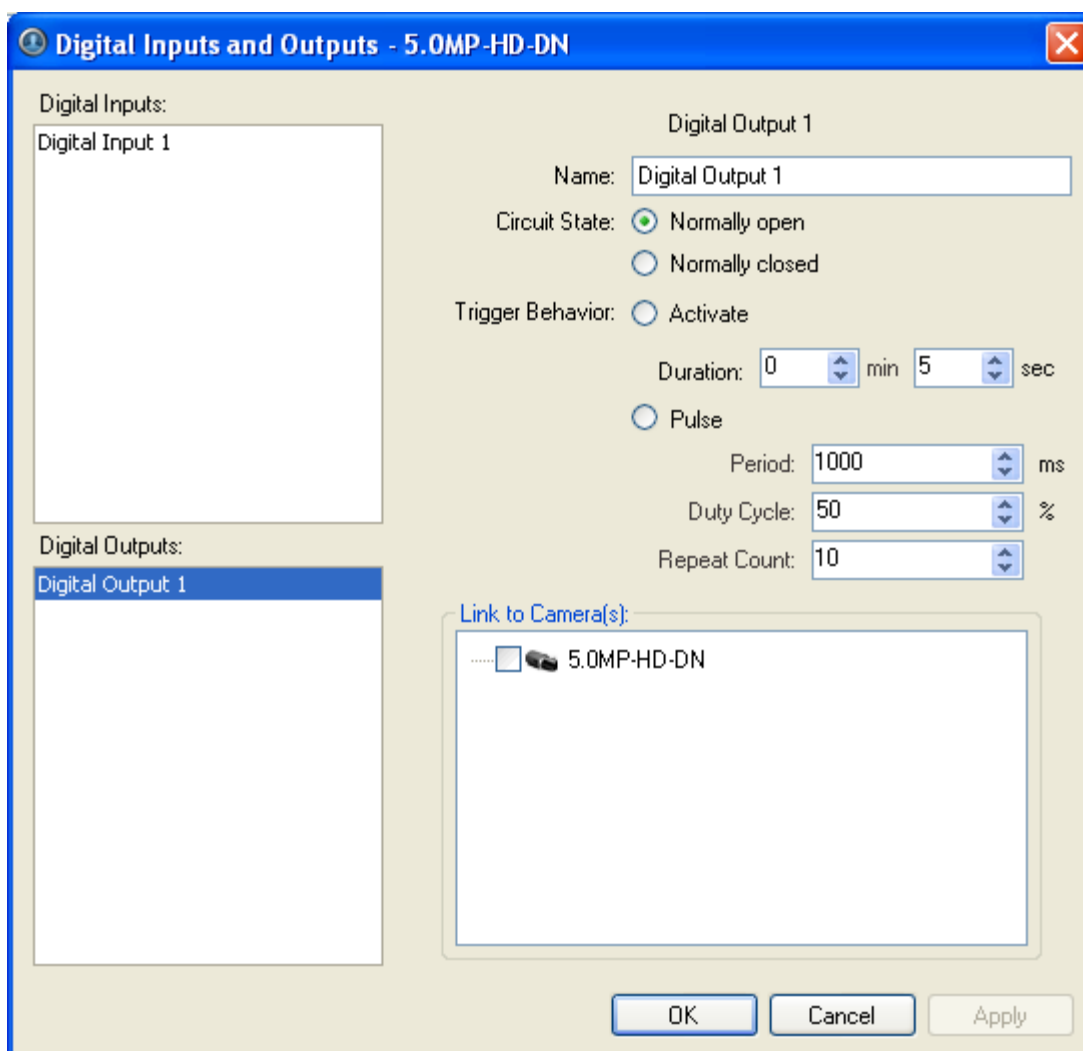 Digital Inputs and Outputs - 5.0MP-HD-DN
Digital Inputs:
Digital Input 1
Digital Outputs:
Digital Output 1
Digital Output 1
Name: Digital Output 1
Circuit State: Normally open
Normally closed
Trigger Behavior: Activate
Duration: 0 min 5 sec
Pulse
Period: 1000 ms
Duty Cycle: 50 %
Repeat Count: 10
Link to Camera(s):
5.0MP-HD-DN
OK Cancel Apply